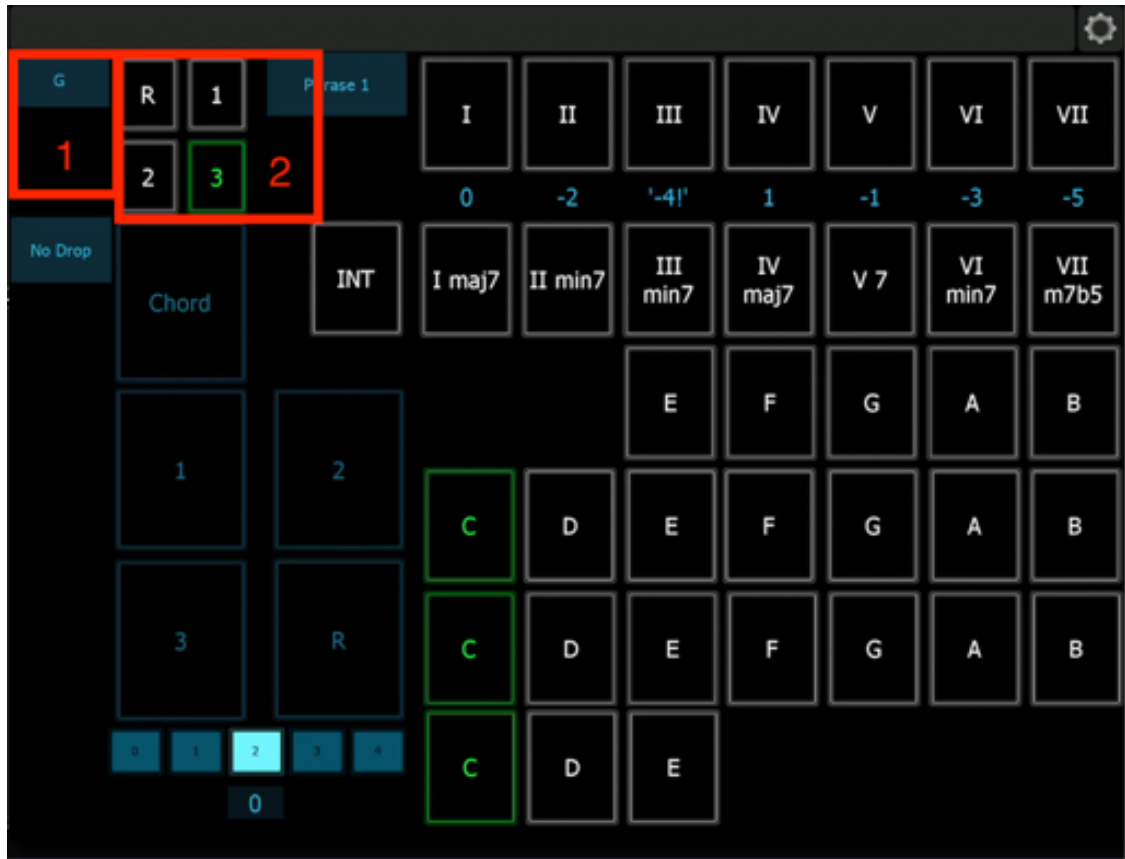 G
R
1
Phrase 1
I
II
III
IV
V
VI
VII
1
2
3
2
0
-2
'-4!'
1
-1
-3
-5
No Drop
Chord
INT
I maj7
II min7
III
min7
IV
maj7
V 7
VI
min7
VII
m7b5
E
F
G
A
B
1
2
C
D
E
F
G
A
B
3
R
C
D
E
F
G
A
B
0
1
2
3
4
C
D
E
0